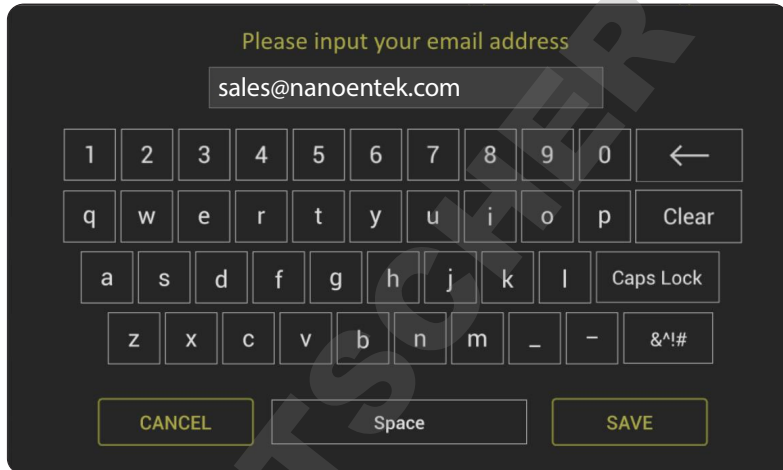 Please input your email address
sales@nanoentek.com
1 2 3 4 5 6 7 8 9 0 ←
q w e r t y u i o p Clear
a s d f g h j k l Caps Lock
z x c v b n m _ – &^!#
CANCEL Space SAVE
TSCHER